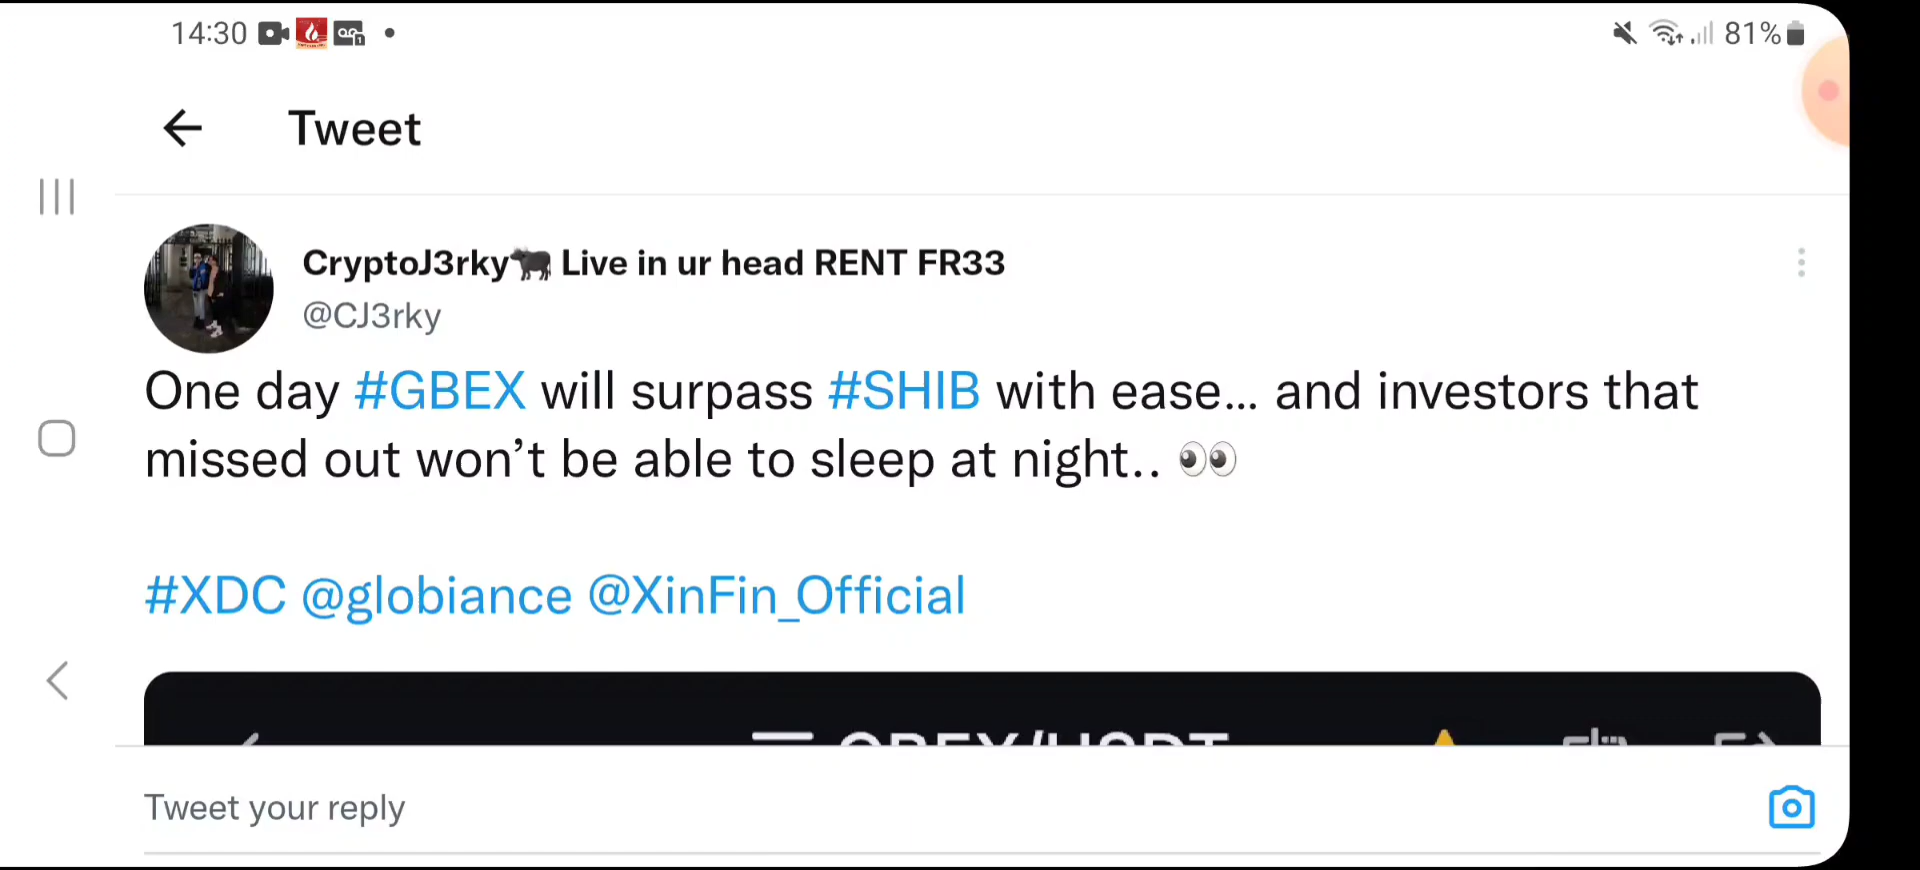 14:30
81%
Tweet
CryptoJ3rky🐃 Live in ur head RENT FR33
@CJ3rky
One day #GBEX will surpass #SHIB with ease... and investors that
missed out won’t be able to sleep at night.. 👀
#XDC @globiance @XinFin_Official
GBEX/USDT
Tweet your reply